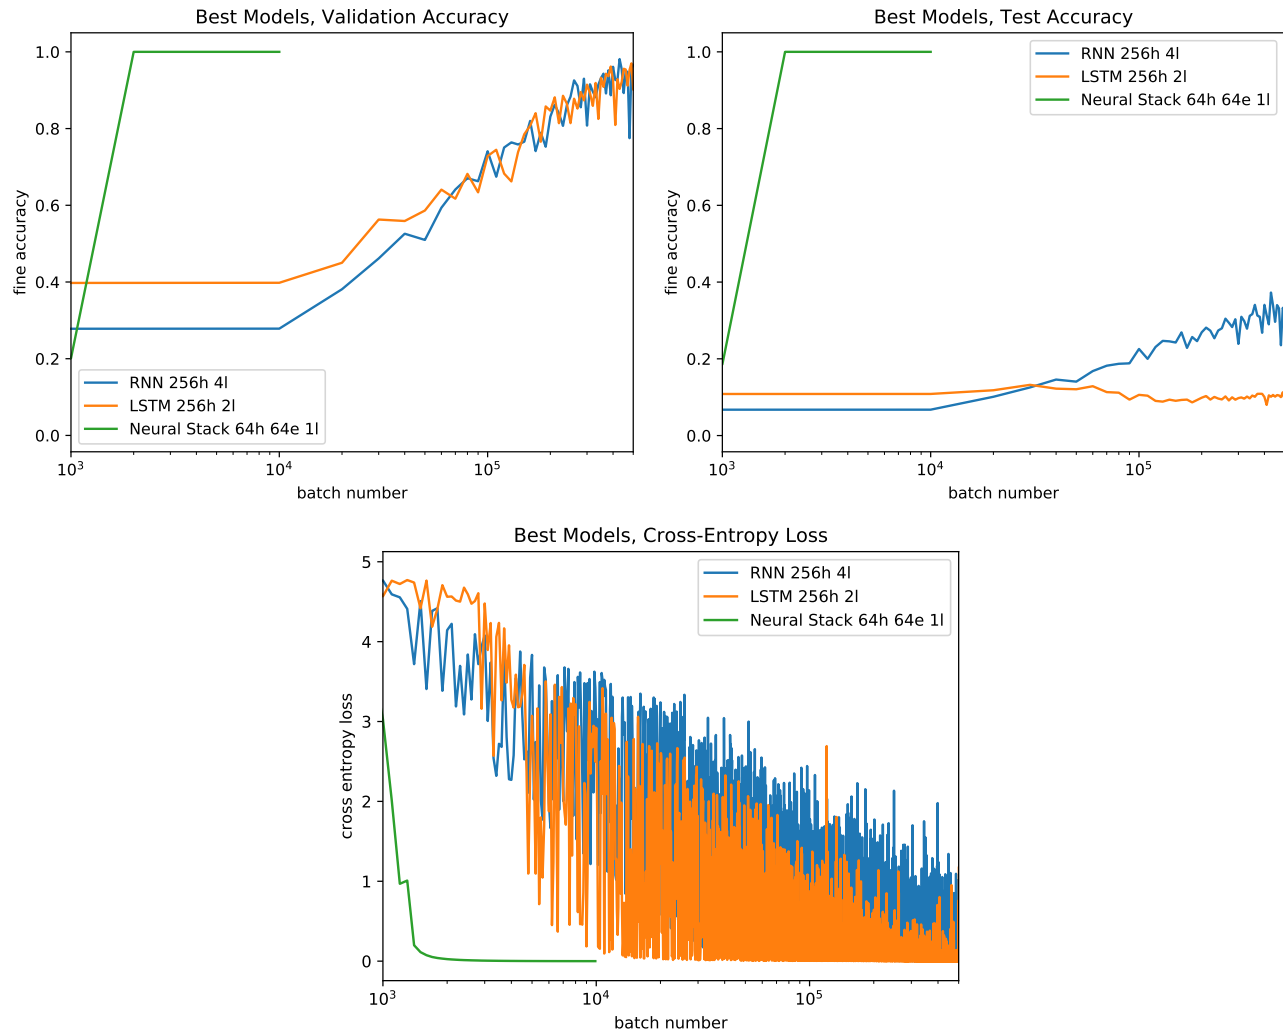 Best Models, Validation Accuracy
fine accuracy
1.0
0.8
0.6
0.4
0.2
0.0
RNN 256h 4l
LSTM 256h 2l
Neural Stack 64h 64e 1l
10³
10⁴
10⁵
batch number
Best Models, Test Accuracy
fine accuracy
1.0
0.8
0.6
0.4
0.2
0.0
RNN 256h 4l
LSTM 256h 2l
Neural Stack 64h 64e 1l
10³
10⁴
10⁵
batch number
Best Models, Cross-Entropy Loss
cross entropy loss
5
4
3
2
1
0
RNN 256h 4l
LSTM 256h 2l
Neural Stack 64h 64e 1l
10³
10⁴
10⁵
batch number